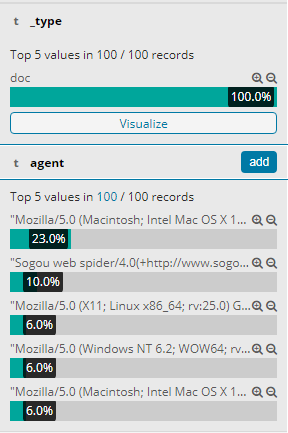 t _type
Top 5 values in 100 / 100 records
doc
100.0%
Visualize
t agent add
Top 5 values in 100 / 100 records
"Mozilla/5.0 (Macintosh; Intel Mac OS X 1...
23.0%
"Sogou web spider/4.0(+http://www.sogo...
10.0%
"Mozilla/5.0 (X11; Linux x86_64; rv:25.0) G...
6.0%
"Mozilla/5.0 (Windows NT 6.2; WOW64; rv...
6.0%
"Mozilla/5.0 (Macintosh; Intel Mac OS X 1...
6.0%